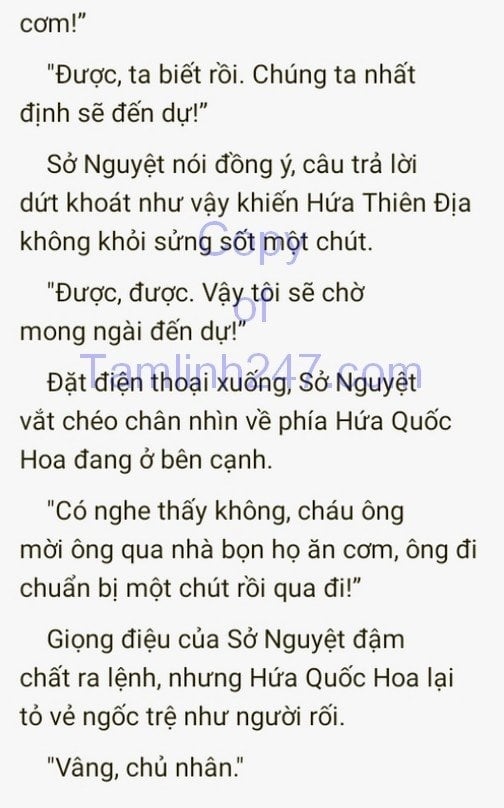 cơm!”
"Được, ta biết rồi. Chúng ta nhất
định sẽ đến dự!”
Sở Nguyệt nói đồng ý, câu trả lời
dứt khoát như vậy khiến Hứa Thiên Địa
không khỏi sửng sốt một chút.
"Được, được. Vậy tôi sẽ chờ
mong ngài đến dự!”
Đặt điện thoại xuống, Sở Nguyệt
vắt chéo chân nhìn về phía Hứa Quốc
Hoa đang ở bên cạnh.
"Có nghe thấy không, cháu ông
mời ông qua nhà bọn họ ăn cơm, ông đi
chuẩn bị một chút rồi qua đi!”
Giọng điệu của Sở Nguyệt đậm
chất ra lệnh, nhưng Hứa Quốc Hoa lại
tỏ vẻ ngốc trệ như người rối.
"Vâng, chủ nhân."
Copy
of
Tamlinh247.com